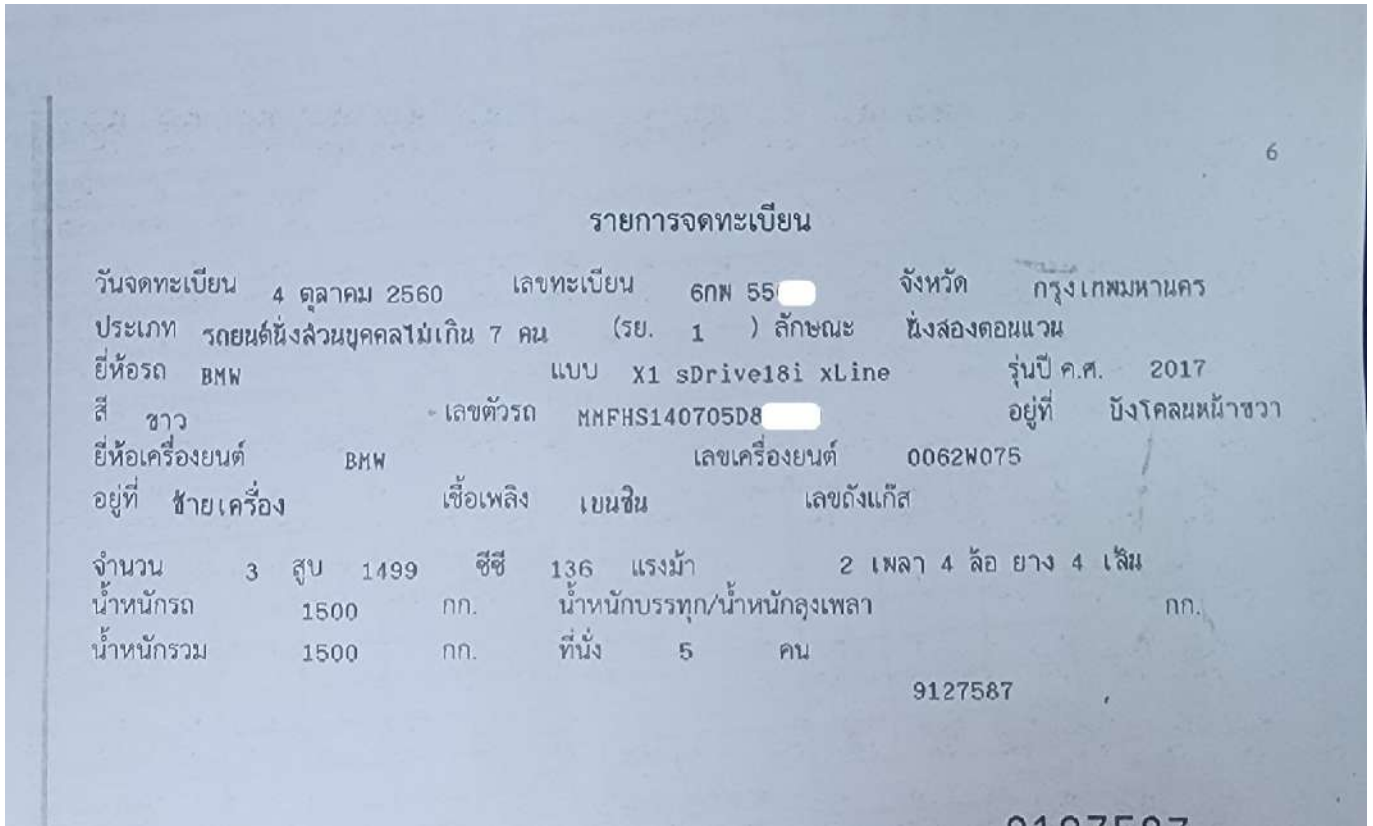 6
รายการจดทะเบียน
วันจดทะเบียน 4 ตุลาคม 2560 เลขทะเบียน 6กพ 55 จังหวัด กรุงเทพมหานคร
ประเภท รถยนต์นั่งส่วนบุคคลไม่เกิน 7 คน (รย. 1 ) ลักษณะ นั่งสองตอนแวน
ยี่ห้อรถ BMW แบบ X1 sDrive18i xLine รุ่นปี ค.ศ. 2017
สี ขาว เลขตัวรถ MMFHS140705D8 อยู่ที่ บังโคลนหน้าขวา
ยี่ห้อเครื่องยนต์ BMW เลขเครื่องยนต์ 0062W075
อยู่ที่ ซ้ายเครื่อง เชื้อเพลิง เบนซิน เลขถังแก๊ส
จำนวน 3 สูบ 1499 ซีซี 136 แรงม้า 2 เพลา 4 ล้อ ยาง 4 เส้น
น้ำหนักรถ 1500 กก. น้ำหนักบรรทุก/น้ำหนักลงเพลา กก.
น้ำหนักรวม 1500 กก. ที่นั่ง 5 คน
9127587